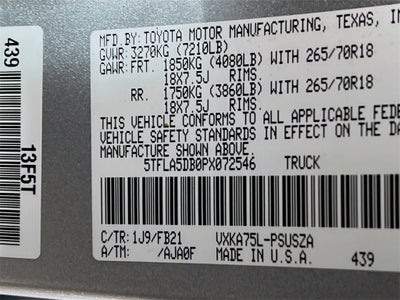 MFD. BY: TOYOTA MOTOR MANUFACTURING, TEXAS,
GVWR: 3270KG (7210LB)
GAWR: FRT. 1850KG (4080LB) WITH 265/70R18
18X7.5J RIMS.
RR. 1750KG (3860LB) WITH 265/70R18
18X7.5J RIMS.
THIS VEHICLE CONFORMS TO ALL APPLICABLE FEDE
VEHICLE SAFETY STANDARDS IN EFFECT ON THE DA
MANUFACTURE SHOWN ABOVE.
5TFLA5DB0PX072546 TRUCK
C/TR: 1J9/FB21 VXKA75L-PSUSZA
A/TM: /AJA0F MADE IN U.S.A. 439
439
13F5T